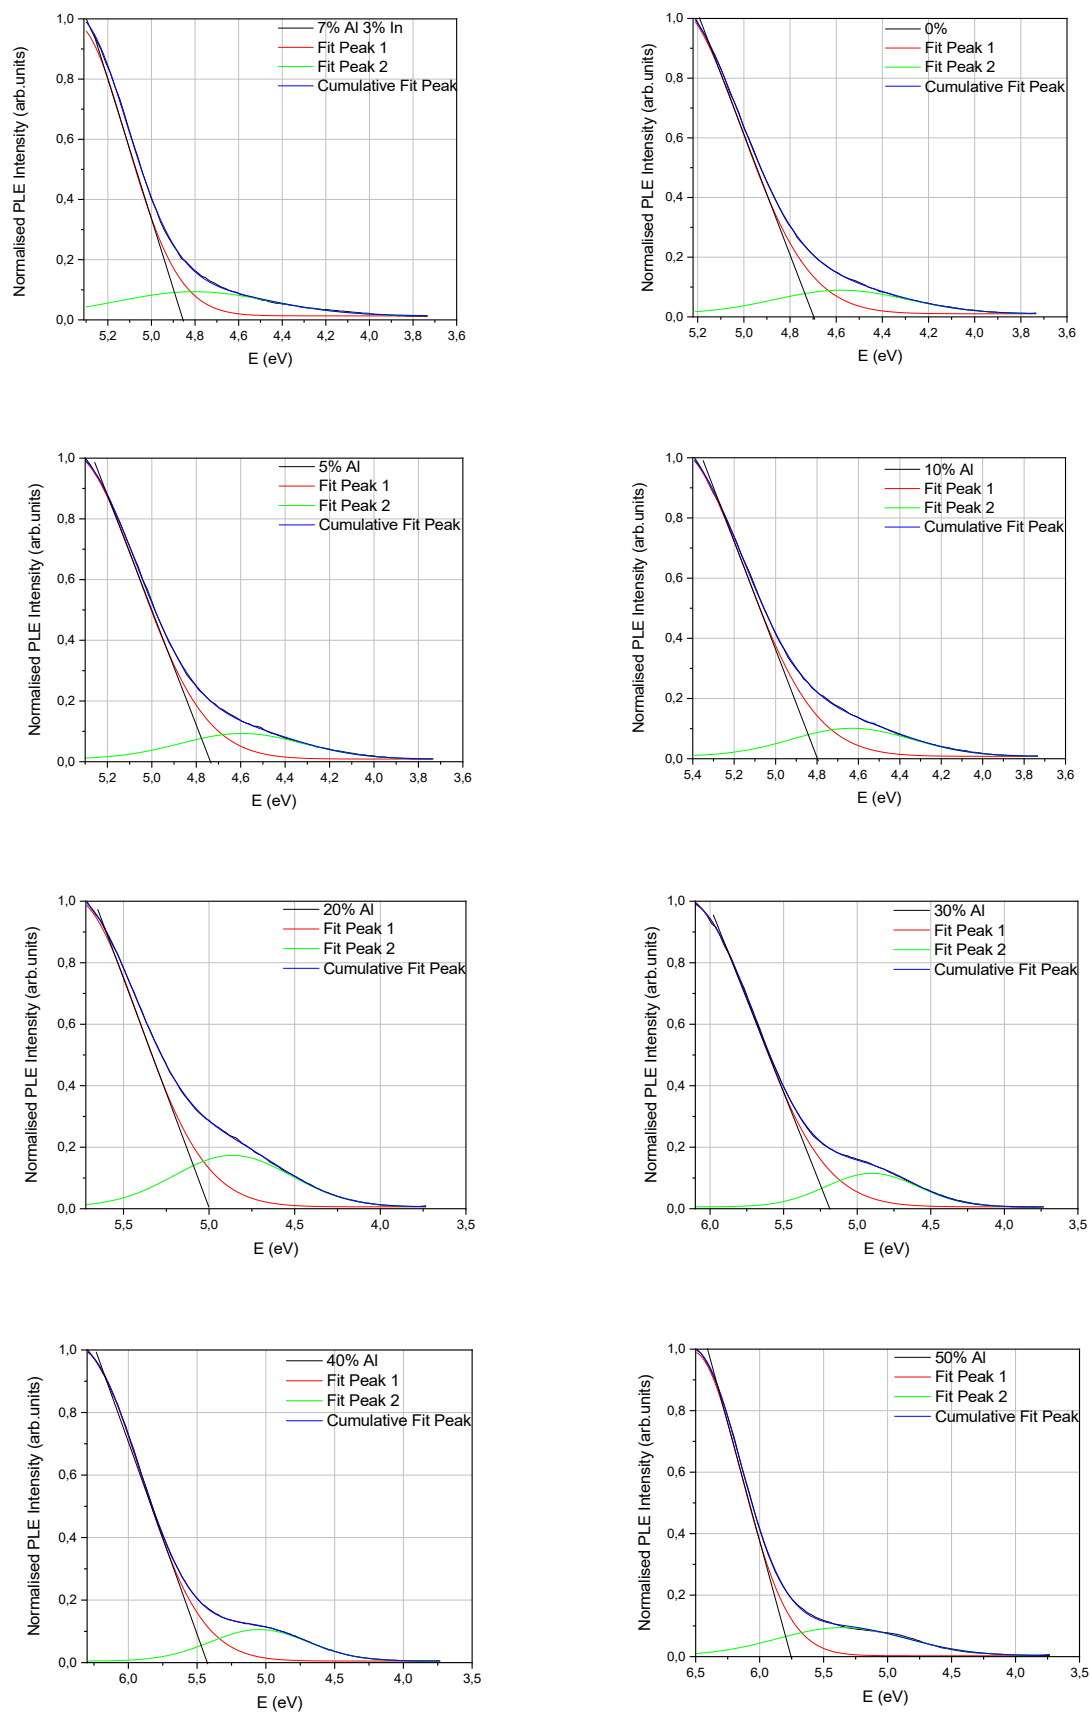 7% Al 3% In
Fit Peak 1
Fit Peak 2
Cumulative Fit Peak
1,0
0,8
0,6
0,4
0,2
0,0
Normalised PLE Intensity (arb.units)
5,2 5,0 4,8 4,6 4,4 4,2 4,0 3,8 3,6
E (eV)
0%
Fit Peak 1
Fit Peak 2
Cumulative Fit Peak
1,0
0,8
0,6
0,4
0,2
0,0
Normalised PLE Intensity (arb.units)
5,2 5,0 4,8 4,6 4,4 4,2 4,0 3,8 3,6
E (eV)
5% Al
Fit Peak 1
Fit Peak 2
Cumulative Fit Peak
1,0
0,8
0,6
0,4
0,2
0,0
Normalised PLE Intensity (arb.units)
5,2 5,0 4,8 4,6 4,4 4,2 4,0 3,8 3,6
E (eV)
10% Al
Fit Peak 1
Fit Peak 2
Cumulative Fit Peak
1,0
0,8
0,6
0,4
0,2
0,0
Normalised PLE Intensity (arb.units)
5,4 5,2 5,0 4,8 4,6 4,4 4,2 4,0 3,8 3,6
E (eV)
20% Al
Fit Peak 1
Fit Peak 2
Cumulative Fit Peak
1,0
0,8
0,6
0,4
0,2
0,0
Normalised PLE Intensity (arb.units)
5,5 5,0 4,5 4,0 3,5
E (eV)
30% Al
Fit Peak 1
Fit Peak 2
Cumulative Fit Peak
1,0
0,8
0,6
0,4
0,2
0,0
Normalised PLE Intensity (arb.units)
6,0 5,5 5,0 4,5 4,0 3,5
E (eV)
40% Al
Fit Peak 1
Fit Peak 2
Cumulative Fit Peak
1,0
0,8
0,6
0,4
0,2
0,0
Normalised PLE Intensity (arb.units)
6,0 5,5 5,0 4,5 4,0 3,5
E (eV)
50% Al
Fit Peak 1
Fit Peak 2
Cumulative Fit Peak
1,0
0,8
0,6
0,4
0,2
0,0
Normalised PLE Intensity (arb.units)
6,5 6,0 5,5 5,0 4,5 4,0 3,5
E (eV)